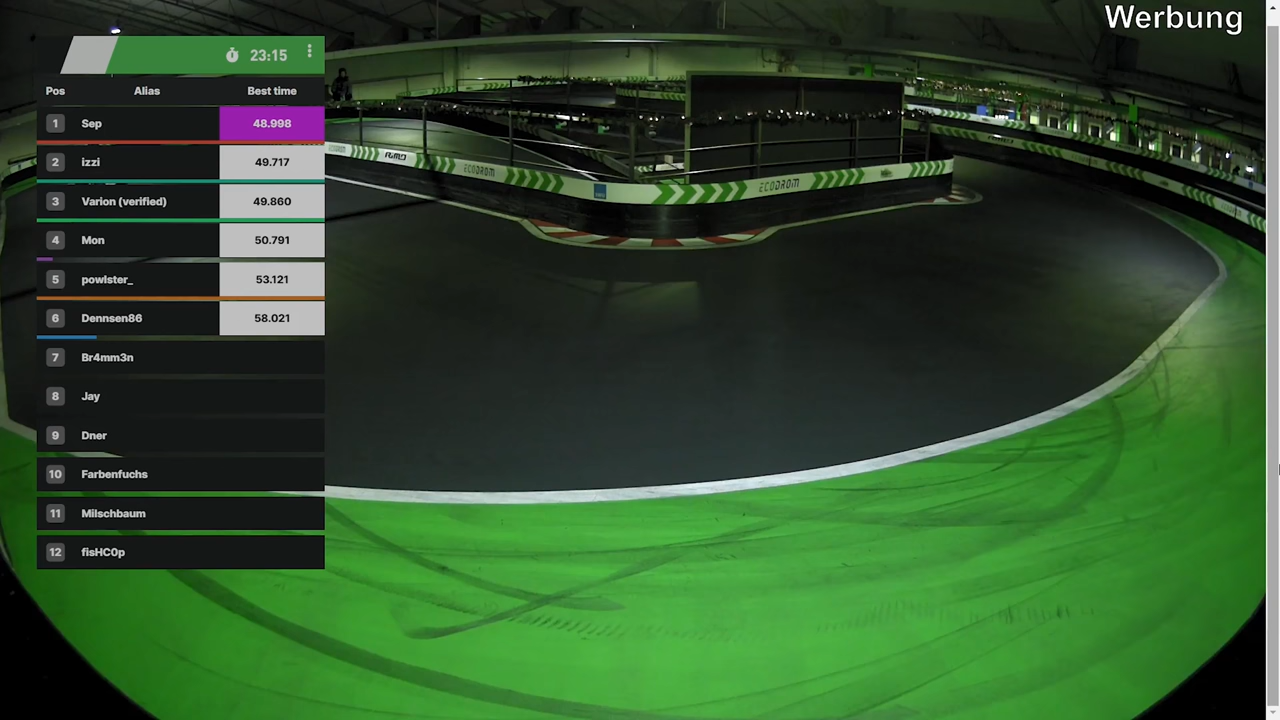 Werbung
23:15
Pos Alias Best time
1 Sep 48.998
2 izzi 49.717
3 Varion (verified) 49.860
4 Mon 50.791
5 powlster_ 53.121
6 Dennsen86 58.021
7 Br4mm3n
8 Jay
9 Dner
10 Farbenfuchs
11 Milschbaum
12 fisHC0p
RiMO
ECODROM
ECODROM